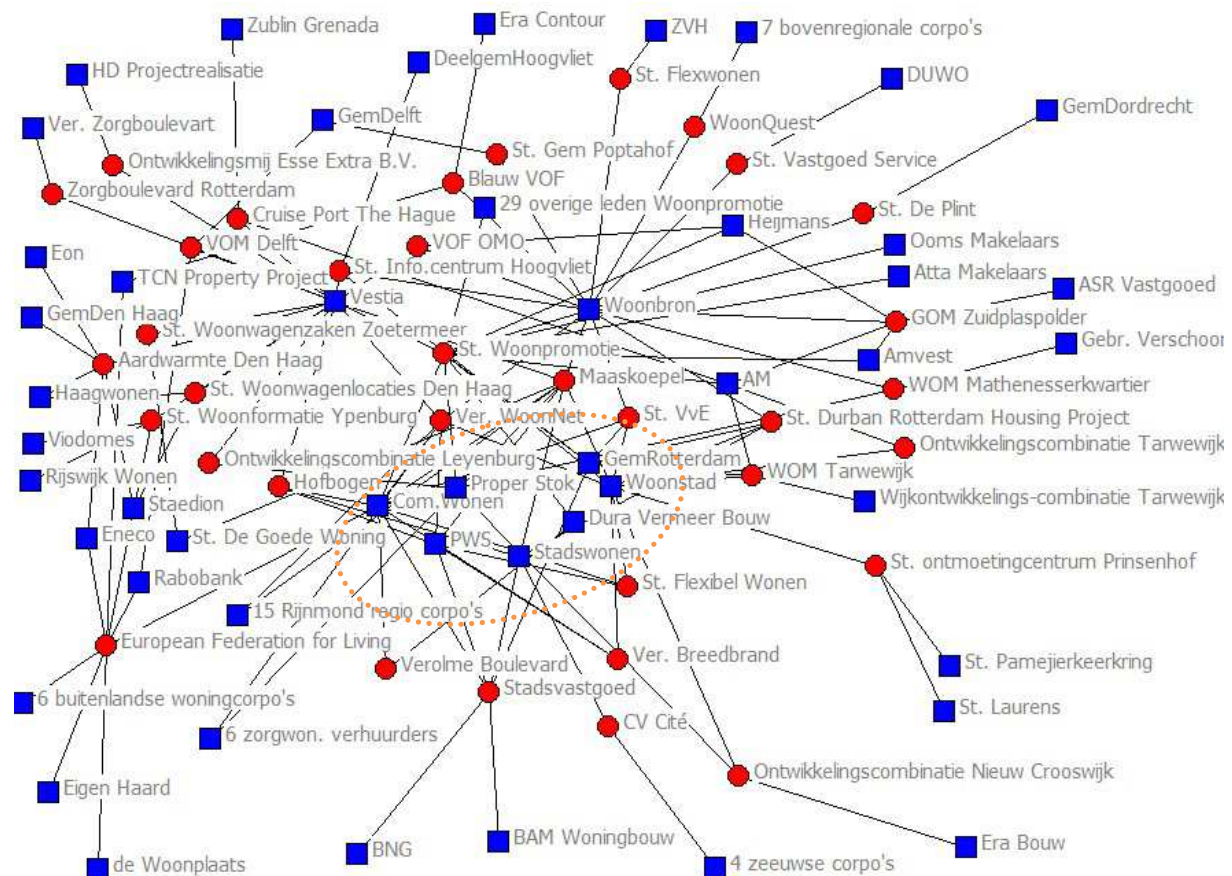 Zublin Grenada
Era Contour
ZVH
7 bovenregionale corpo's
HD Projectrealisatie
DeelgemHoogvliet
St. Flexwonen
DUWO
GemDordrecht
Ver. Zorgboulevart
GemDelft
WoonQuest
Ontwikkelingsmij Esse Extra B.V.
St. Gem Poptahof
St. Vastgoed Service
Zorgboulevard Rotterdam
Blauw VOF
29 overige leden Woonpromotie
Cruise Port The Hague
Heijmans
St. De Plint
VOM Delft
VOF OMO
Ooms Makelaars
Eon
TCN Property Project
St. Info.centrum Hoogvliet
Atta Makelaars
ASR Vastgooed
Vestia
Woonbron
GemDen Haag
St. Woonwagenzaken Zoetermeer
GOM Zuidplaspolder
Aardwarmte Den Haag
St. Woonpromotie
Amvest
Gebr. Verschoor
Haagwonen
St. Woonwagenlocaties Den Haag
Maaskoepel
AM
WOM Mathenesserkwartier
St. Woonformatie Ypenburg
Ver. WoonNet
St. VvE
St. Durban Rotterdam Housing Project
Viodomes
Ontwikkelingscombinatie Leyenburg
GemRotterdam
Ontwikkelingscombinatie Tarwewijk
Rijswijk Wonen
Hofbogen
Proper Stok
Woonstad
WOM Tarwewijk
Staedion
Com.Wonen
Dura Vermeer Bouw
Wijkontwikkelings-combinatie Tarwewijk
Eneco
St. De Goede Woning
PWS
Stadswonen
St. ontmoetingcentrum Prinsenhof
Rabobank
St. Flexibel Wonen
15 Rijnmond regio corpo's
European Federation for Living
Verolme Boulevard
Ver. Breedbrand
St. Pamejierkeerkring
6 buitenlandse woningcorpo's
Stadsvastgoed
St. Laurens
6 zorgwon. verhuurders
CV Cité
Eigen Haard
Ontwikkelingscombinatie Nieuw Crooswijk
BNG
BAM Woningbouw
Era Bouw
de Woonplaats
4 zeeuwse corpo's